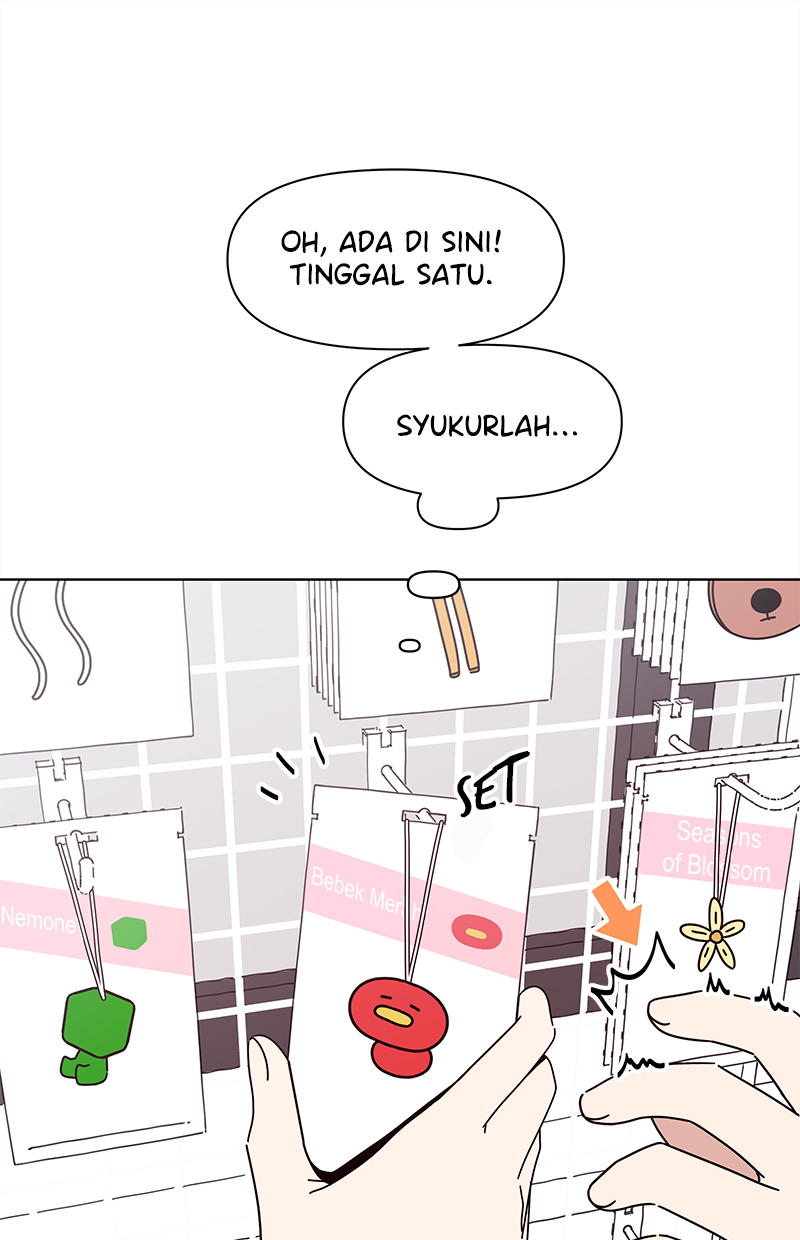 OH, ADA DI SINI!
TINGGAL SATU.
SYUKURLAH...
SET
Nemone
Bebek Merah
Seasons
of Blossom